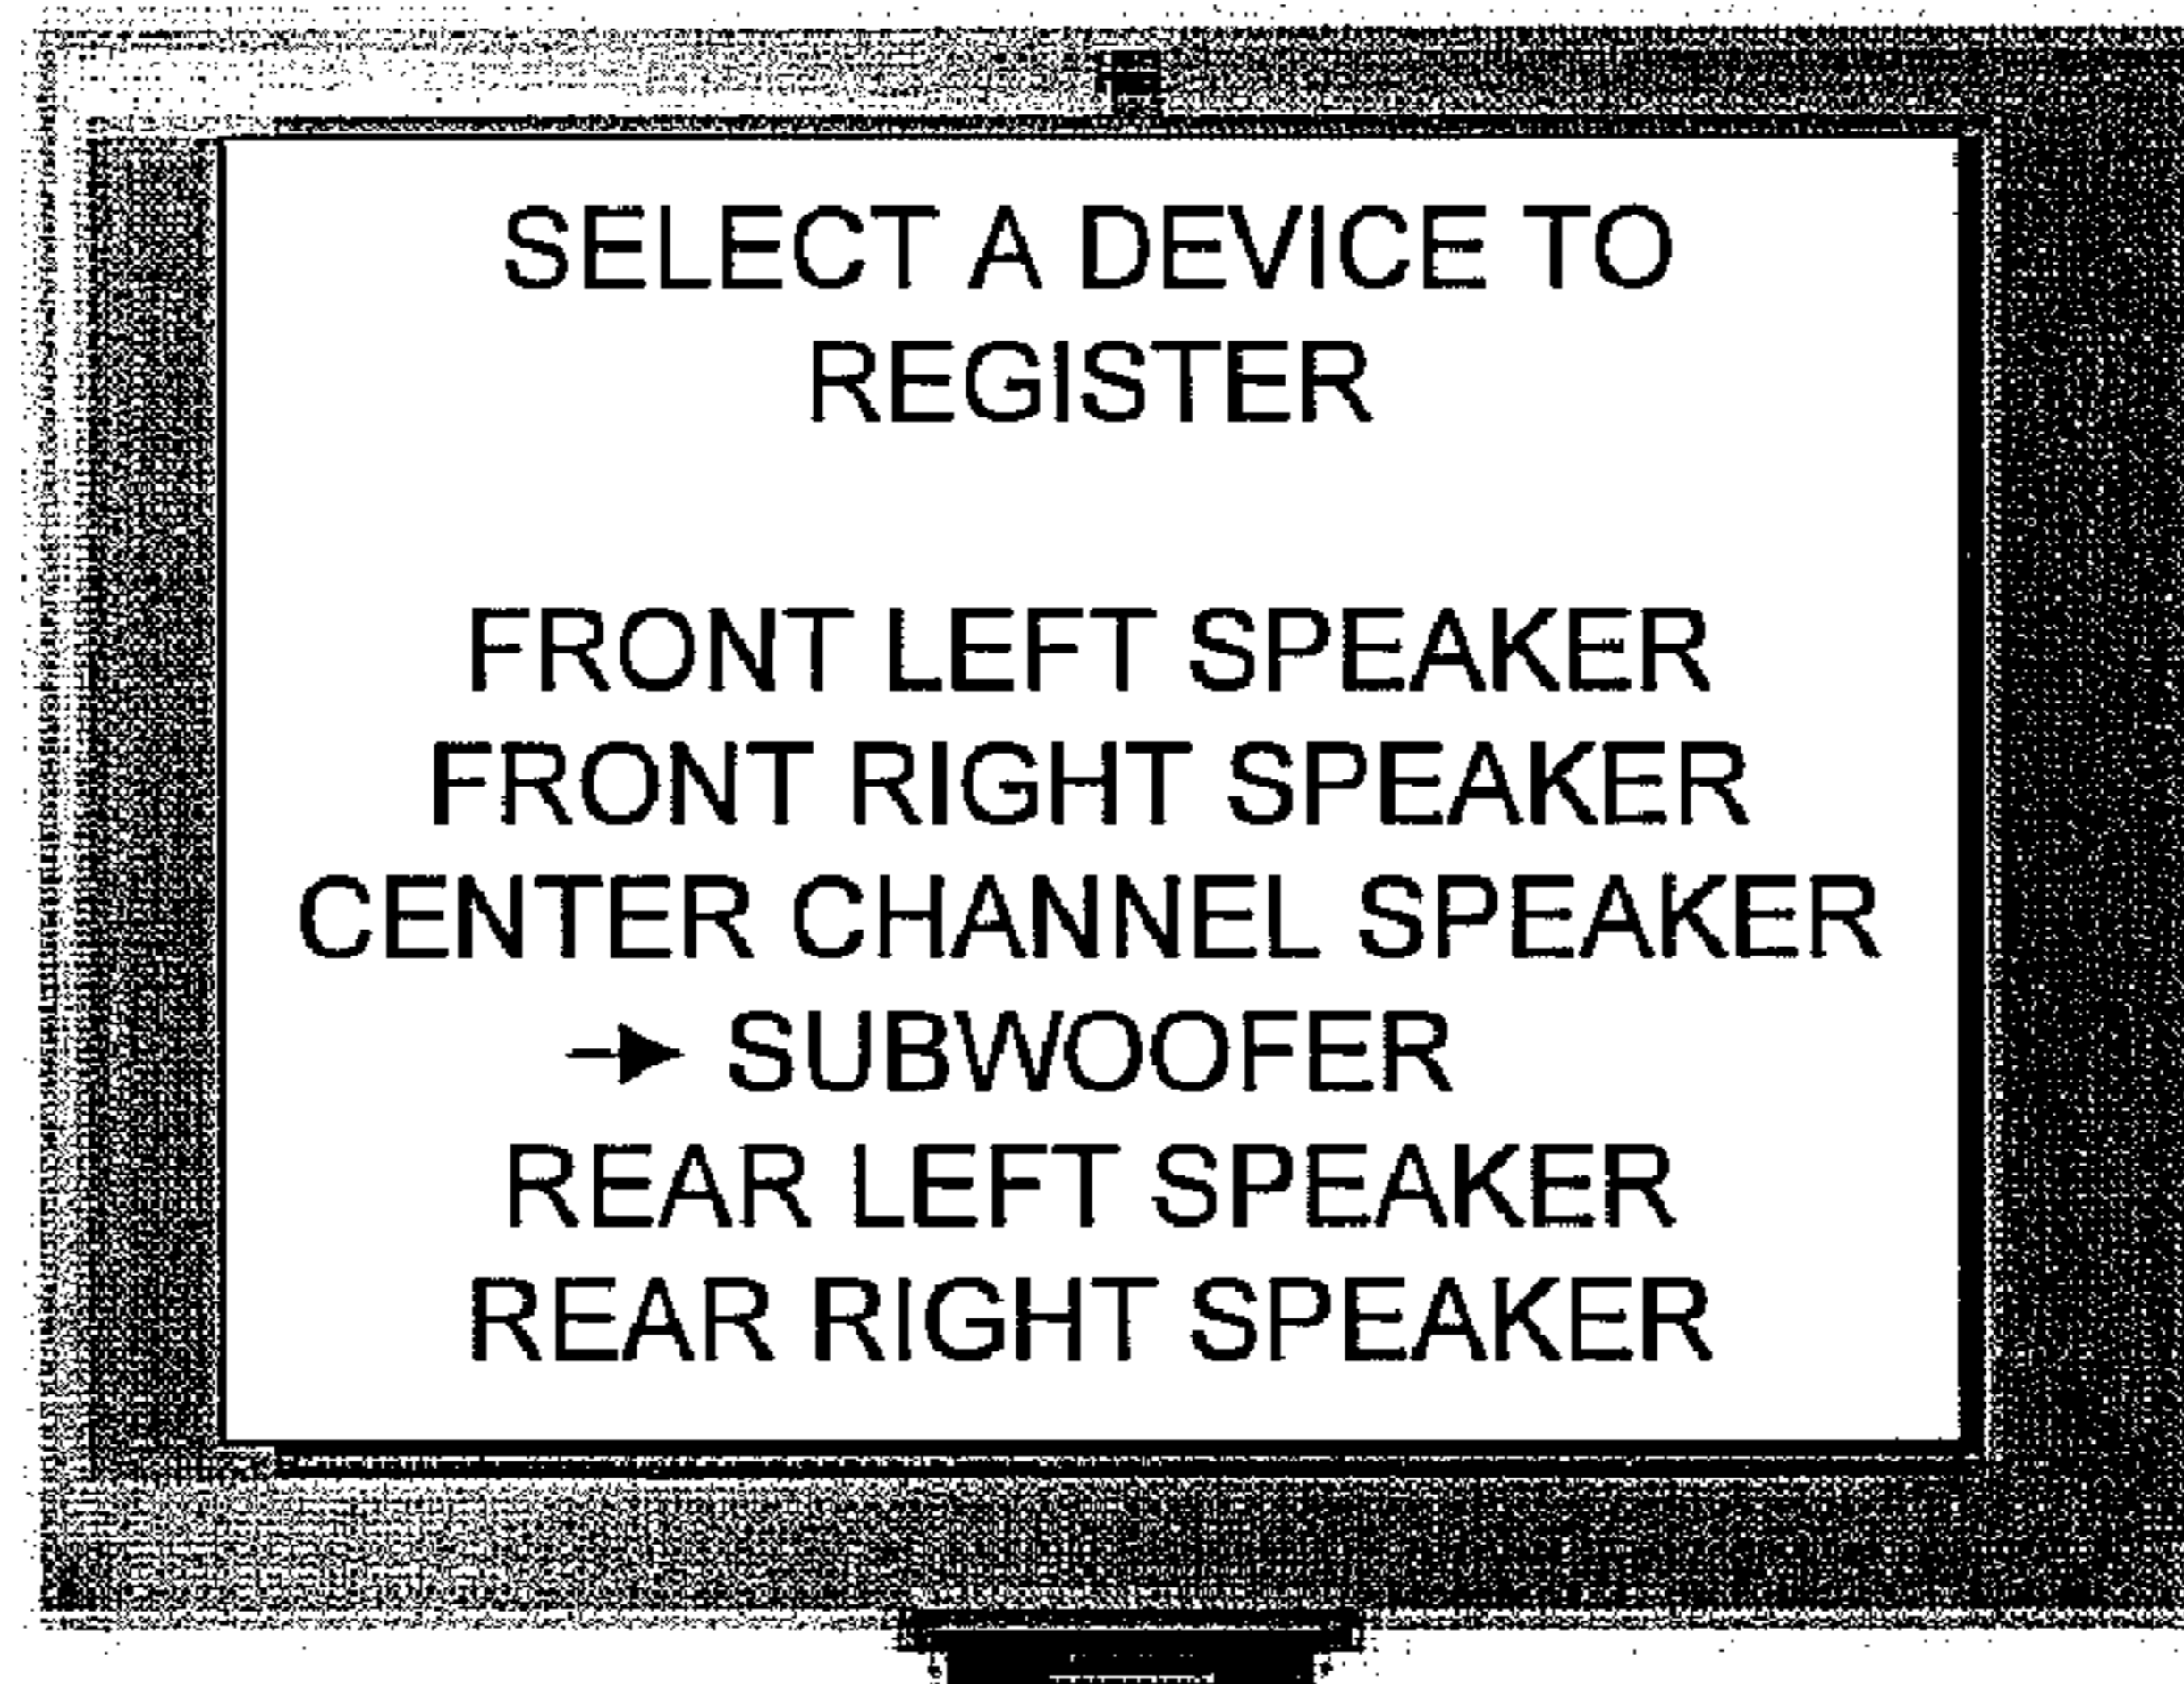 SELECT A DEVICE TO
REGISTER
FRONT LEFT SPEAKER
FRONT RIGHT SPEAKER
CENTER CHANNEL SPEAKER
→ SUBWOOFER
REAR LEFT SPEAKER
REAR RIGHT SPEAKER